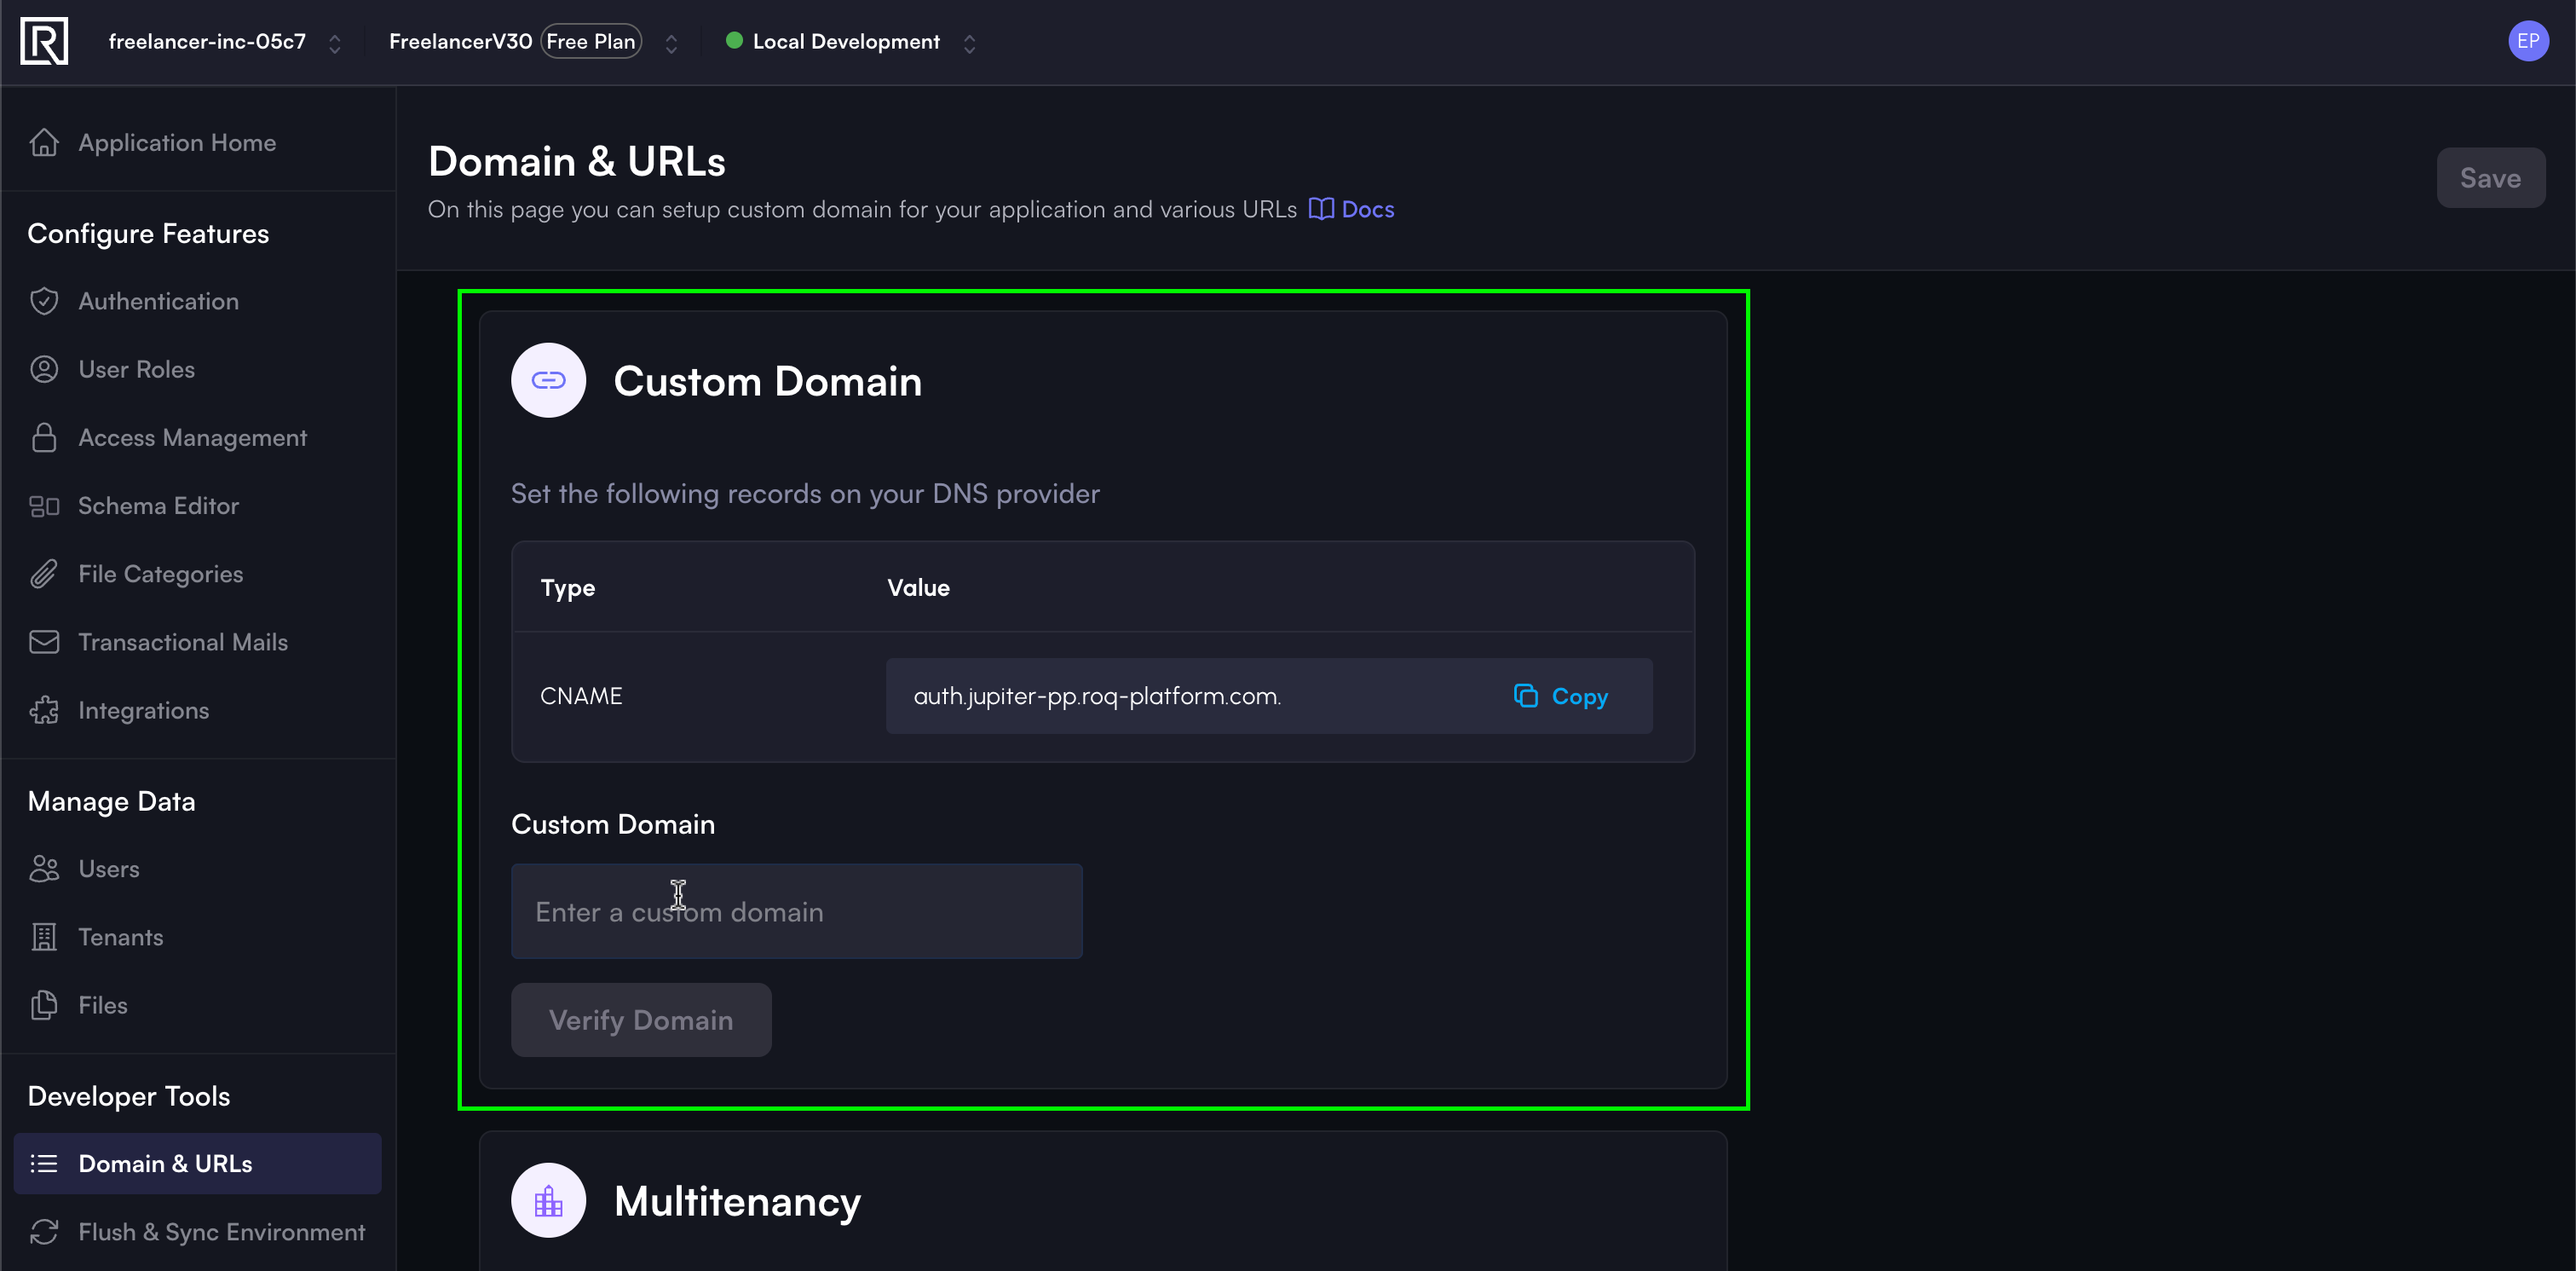 R
freelancer-inc-05c7
FreelancerV30 Free Plan
Local Development
EP
Application Home
Configure Features
Authentication
User Roles
Access Management
Schema Editor
File Categories
Transactional Mails
Integrations
Manage Data
Users
Tenants
Files
Developer Tools
Domain & URLs
Flush & Sync Environment
Domain & URLs
On this page you can setup custom domain for your application and various URLs Docs
Save
Custom Domain
Set the following records on your DNS provider
Type Value
CNAME auth.jupiter-pp.roq-platform.com. Copy
Custom Domain
Enter a custom domain
Verify Domain
Multitenancy